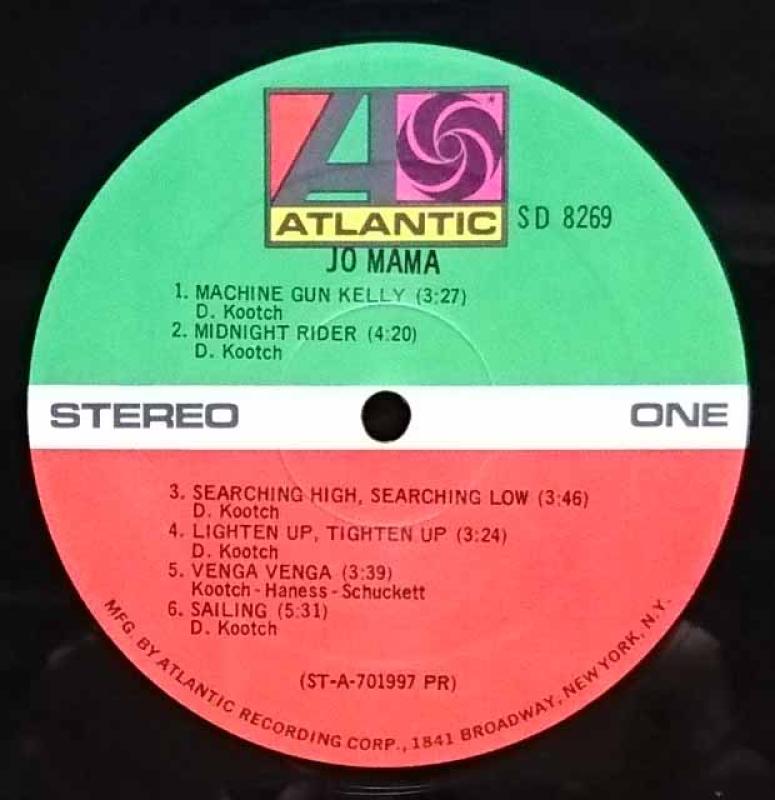 ATLANTIC
SD 8269
JO MAMA
1. MACHINE GUN KELLY (3:27)
D. Kootch
2. MIDNIGHT RIDER (4:20)
D. Kootch
STEREO
ONE
3. SEARCHING HIGH, SEARCHING LOW (3:46)
D. Kootch
4. LIGHTEN UP, TIGHTEN UP (3:24)
D. Kootch
5. VENGA VENGA (3:39)
Kootch - Haness - Schuckett
6. SAILING (5:31)
D. Kootch
(ST-A-701997 PR)
MFG. BY ATLANTIC RECORDING CORP., 1841 BROADWAY, NEW YORK, N.Y.